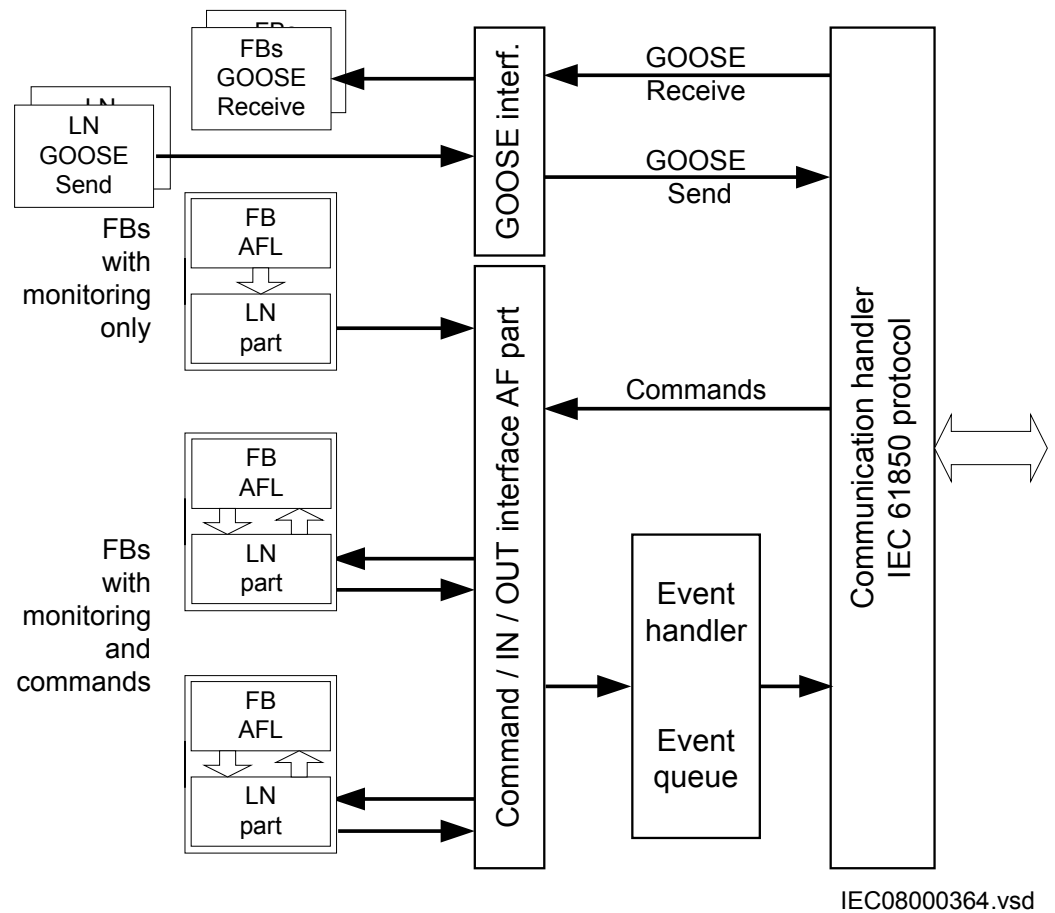 FBs
GOOSE
Receive
LN
GOOSE
Send
GOOSE interf.
GOOSE
Receive
GOOSE
Send
FBs
with
monitoring
only
FB
AFL
LN
part
Command / IN / OUT interface AF part
Commands
Communication handler
IEC 61850 protocol
FBs
with
monitoring
and
commands
FB
AFL
LN
part
Event
handler
Event
queue
FB
AFL
LN
part
IEC08000364.vsd